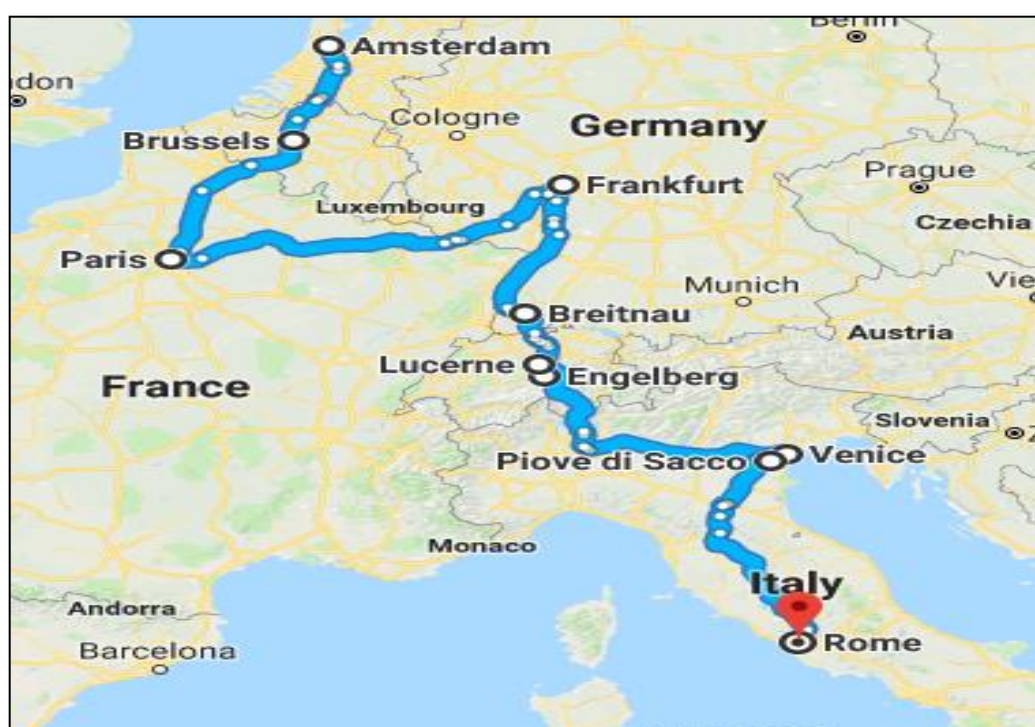 Berlin
Amsterdam
don
Cologne
Germany
Brussels
Prague
Frankfurt
Luxembourg
Czechia
Paris
Munich
Vie
Breitnau
Austria
Lucerne
France
Engelberg
Slovenia
Z
Piove di Sacco
Venice
Monaco
Italy
Andorra
Rome
Barcelona